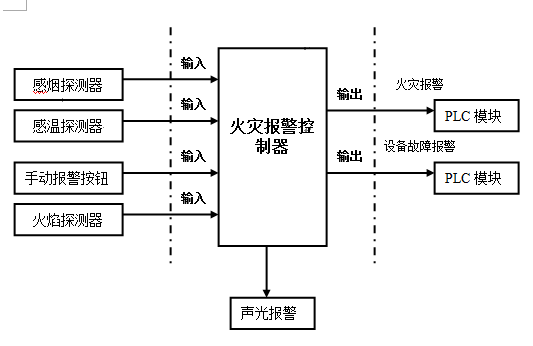 感烟探测器
感温探测器
手动报警按钮
火焰探测器
输入
输入
输入
输入
火灾报警控
制器
输出
输出
火灾报警
PLC 模块
设备故障报警
PLC 模块
声光报警